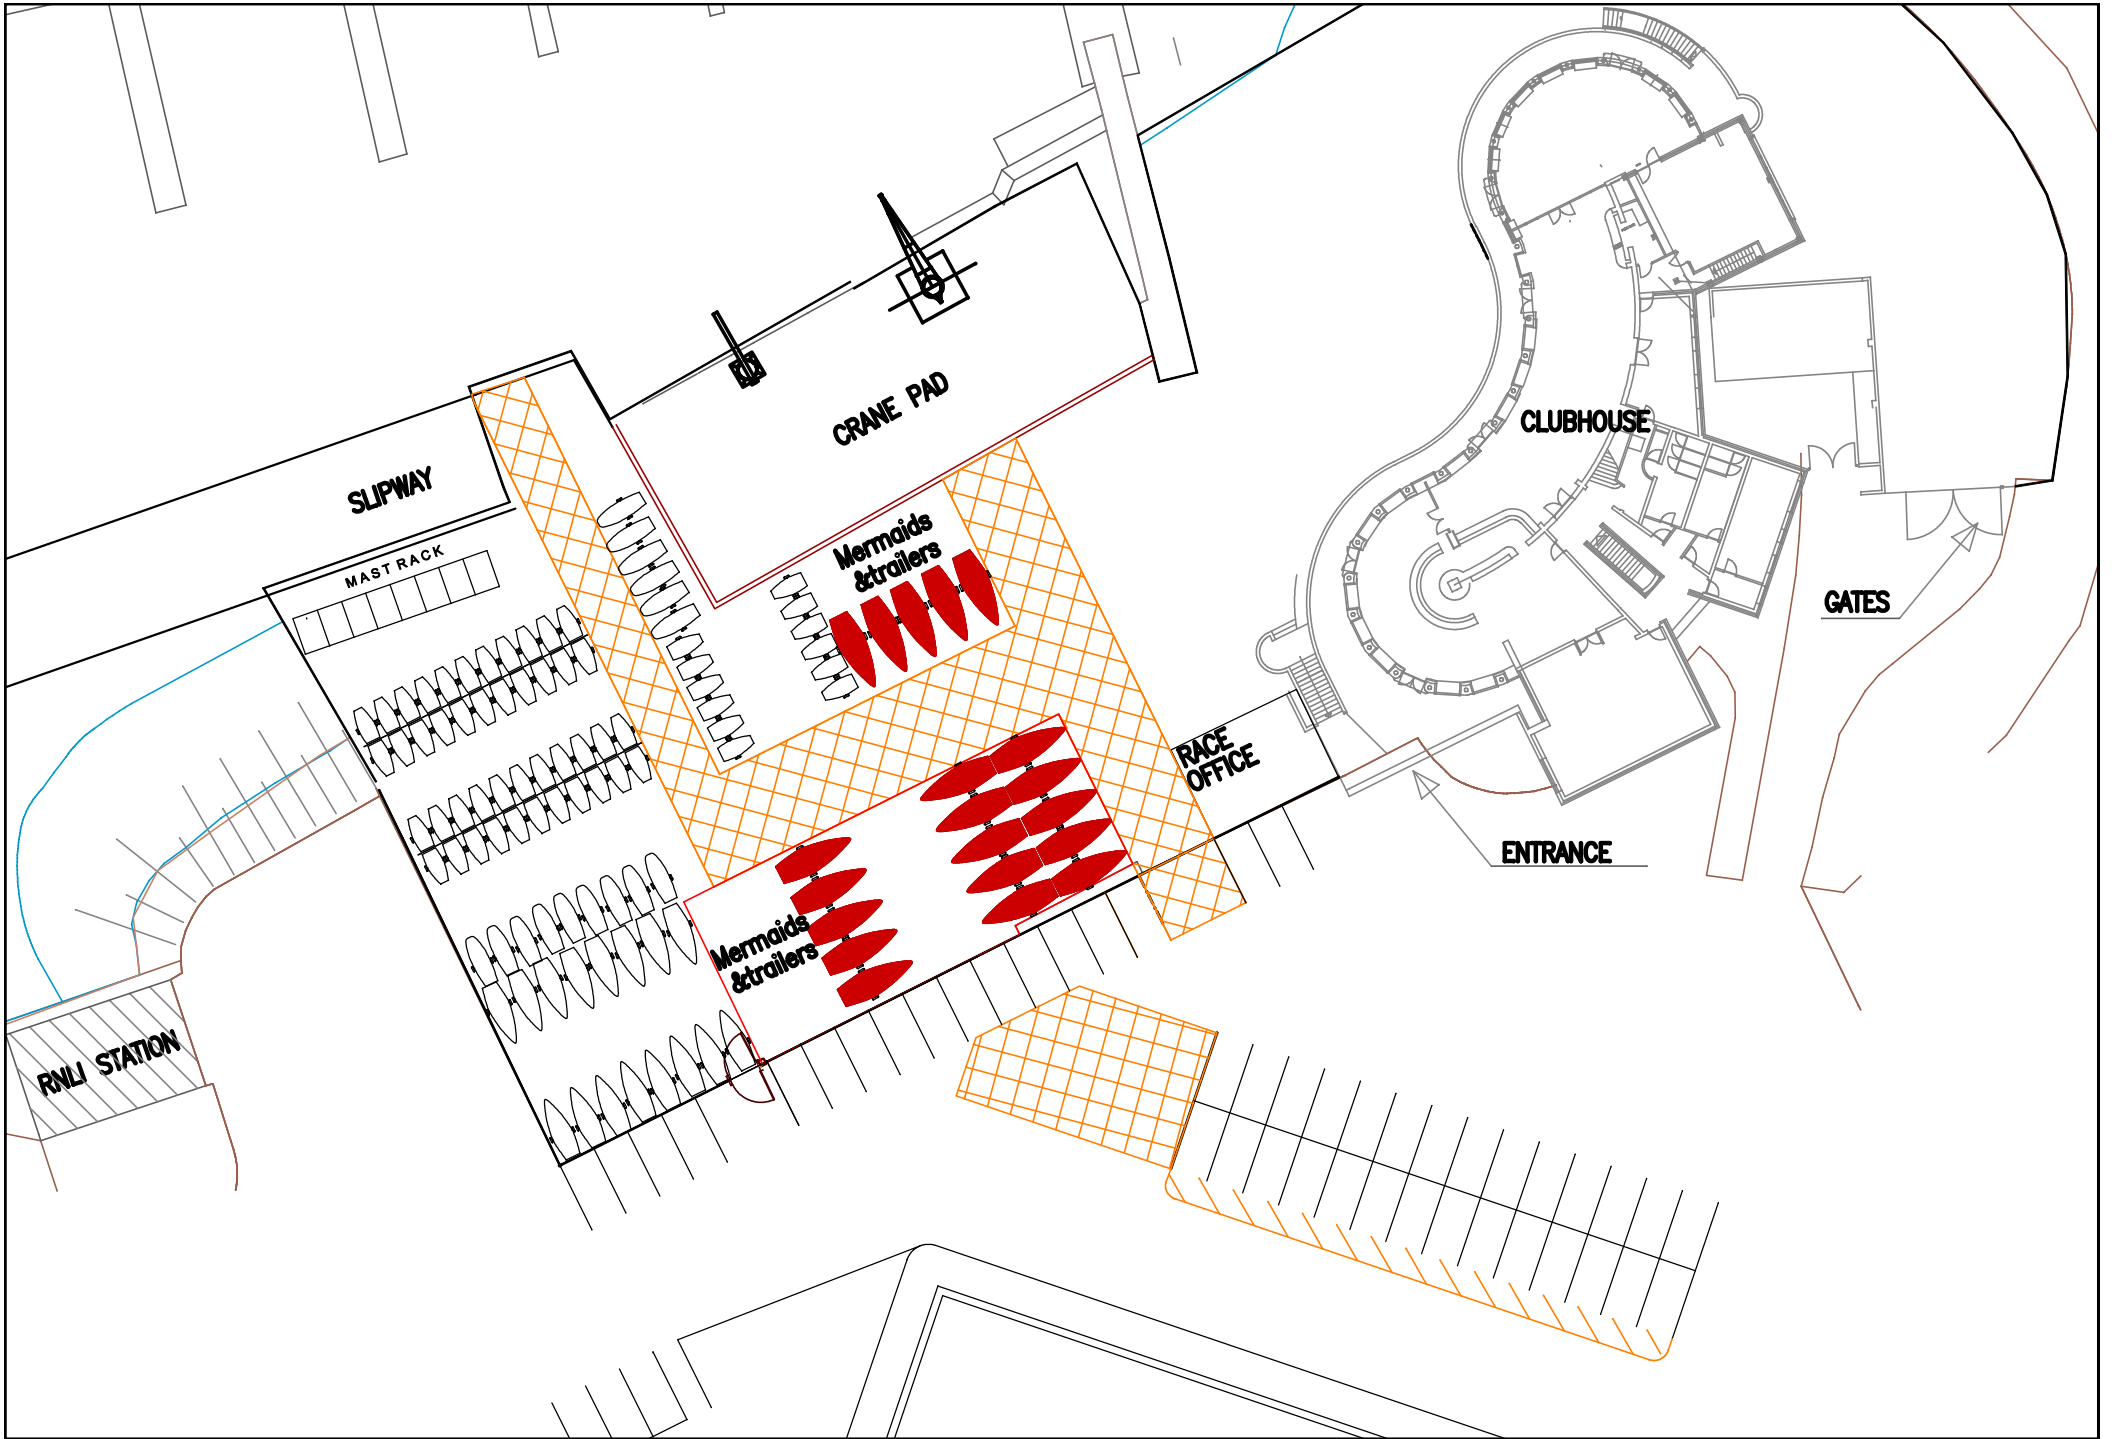 CRANE PAD
CLUBHOUSE
SLIPWAY
MAST RACK
Mermaids
&trailers
GATES
RACE
OFFICE
ENTRANCE
Mermaids
&trailers
RNLI STATION